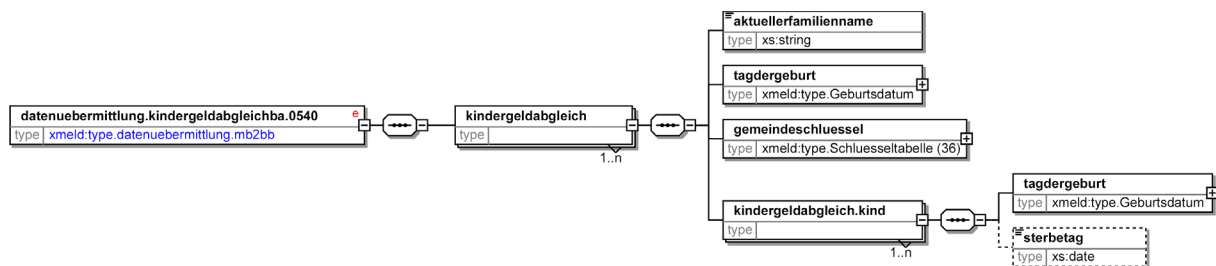 datenuebermittlung.kindergeldabgleichba.0540 e
type xmeld:type.datenuebermittlung.mb2bb
kindergeldabgleich
type
1..n
aktuellerfamilienname
type xs:string
tagdergeburt
type xmeld:type.Geburtsdatum
gemeindeschluessel
type xmeld:type.Schluesseltabelle (36)
kindergeldabgleich.kind
type
1..n
tagdergeburt
type xmeld:type.Geburtsdatum
sterbetag
type xs:date